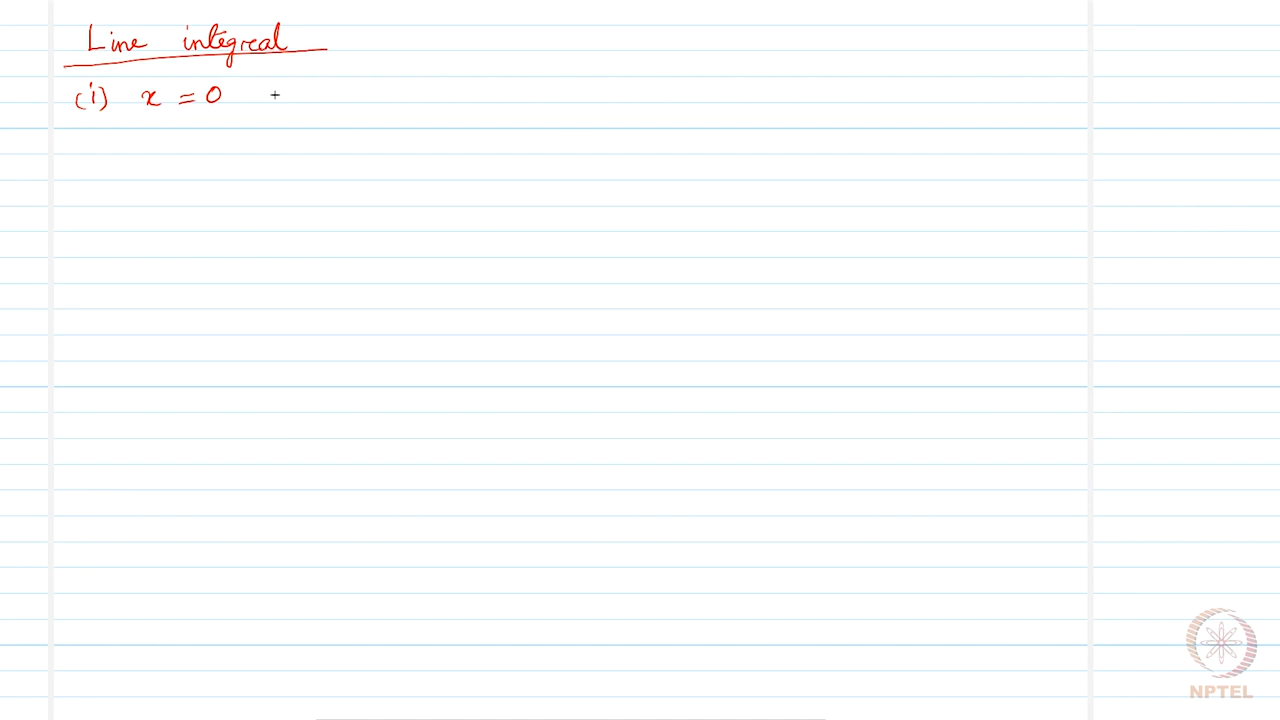 Line integral
(i) x = 0
NPTEL